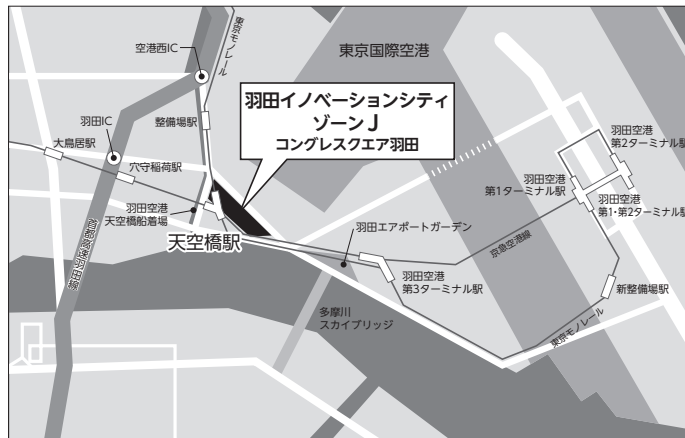 東京モノレール
空港西IC
東京国際空港
羽田イノベーションシティ
ゾーンJ
コングレスクエア羽田
羽田IC
整備場駅
大鳥居駅
穴守稲荷駅
羽田空港
第2ターミナル駅
羽田空港
第1ターミナル駅
羽田空港
第1・第2ターミナル駅
羽田空港
天空橋船着場
天空橋駅
羽田エアポートガーデン
京急空港線
羽田空港
第3ターミナル駅
首都高速羽田線
新整備場駅
多摩川
スカイブリッジ
東京モノレール